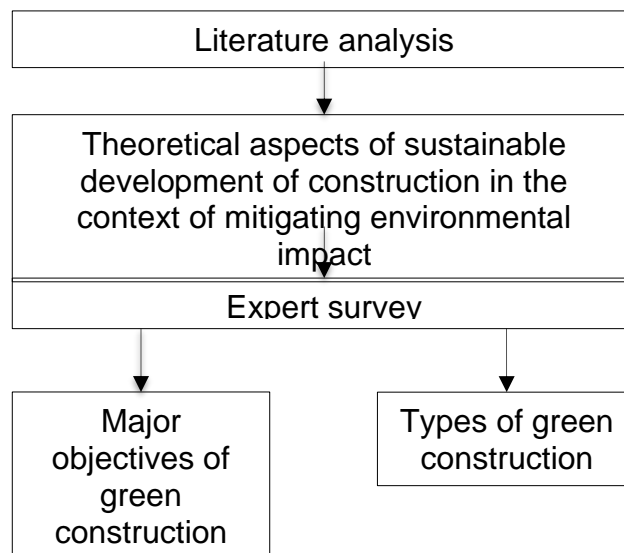 Literature analysis
Theoretical aspects of sustainable
development of construction in the
context of mitigating environmental
impact
Expert survey
Major
objectives of
green
construction
Types of green
construction